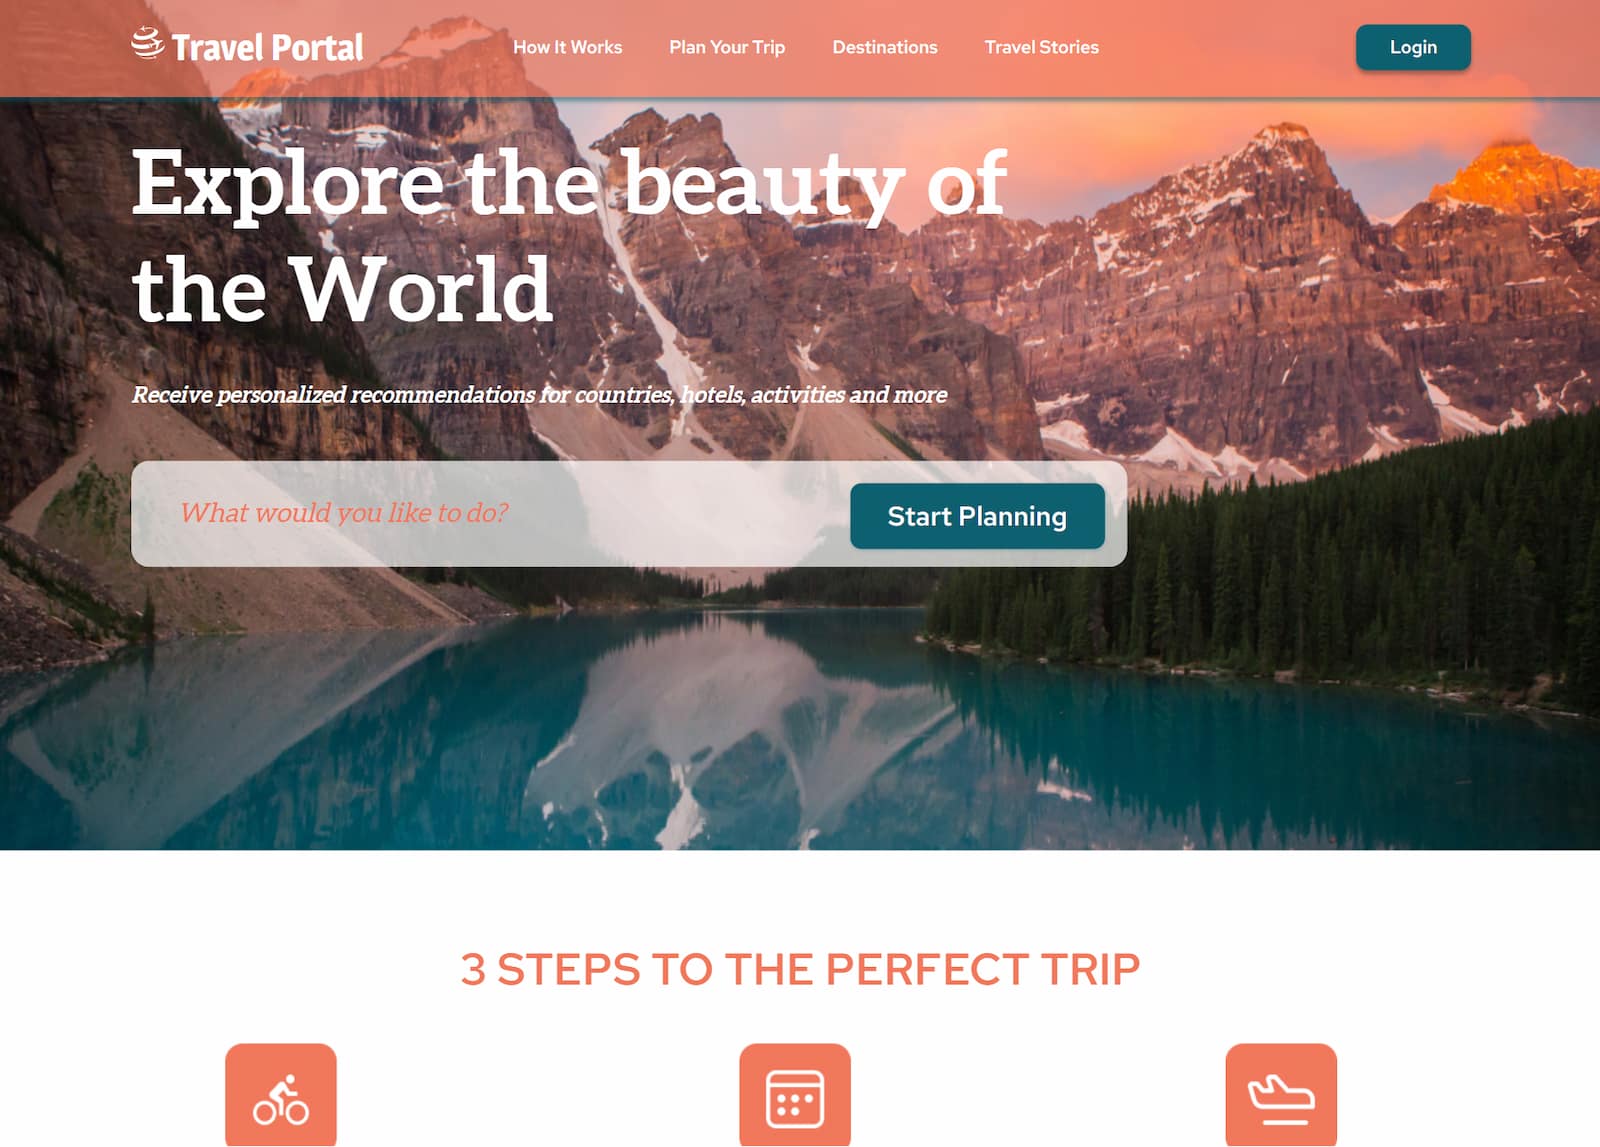 Travel Portal
How It Works
Plan Your Trip
Destinations
Travel Stories
Login
Explore the beauty of
the World
Receive personalized recommendations for countries, hotels, activities and more
What would you like to do?
Start Planning
3 STEPS TO THE PERFECT TRIP